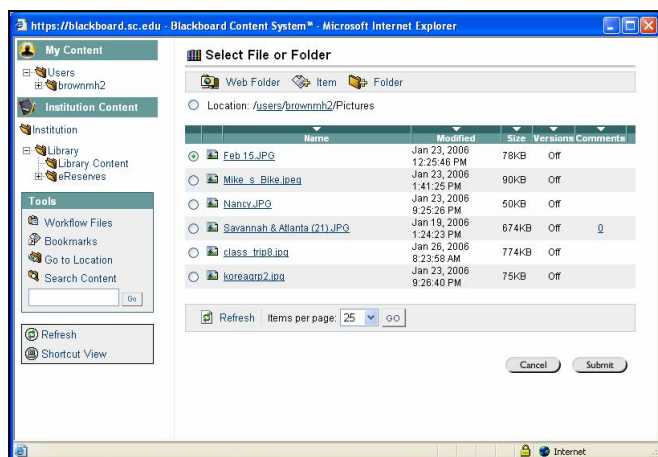 https://blackboard.sc.edu - Blackboard Content System™ - Microsoft Internet Explorer
My Content
Users
brownmh2
Institution Content
Institution
Library
Library Content
eReserves
Tools
Workflow Files
Bookmarks
Go to Location
Search Content
Go
Refresh
Shortcut View
Select File or Folder
Web Folder Item Folder
Location: /users/brownmh2/Pictures
Name Modified Size Versions Comments
Feb 15.JPG Jan 23, 2006 12:25:46 PM 78KB Off
Mike_s_Bike.jpeg Jan 23, 2006 1:41:25 PM 90KB Off
Nancy.JPG Jan 23, 2006 9:25:26 PM 50KB Off
Savannah & Atlanta (21).JPG Jan 19, 2006 1:24:23 PM 674KB Off 0
class_trip8.jpg Jan 26, 2006 8:23:58 AM 774KB Off
koreagrp2.jpg Jan 23, 2006 9:26:40 PM 75KB Off
Refresh Items per page: 25 GO
Cancel Submit
Internet